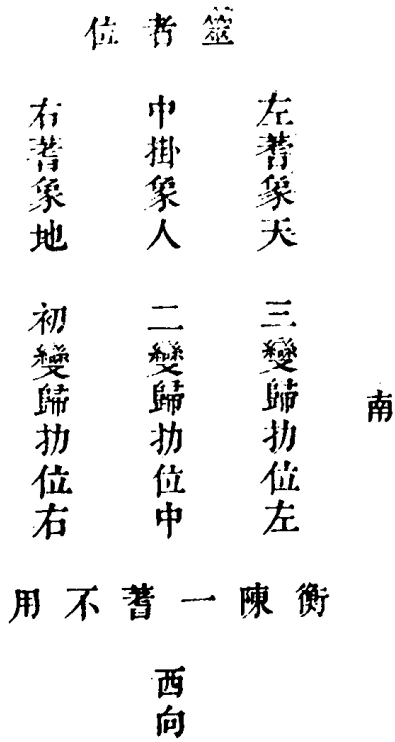 筮者位
南
左蓍象天
中掛象人
右蓍象地
三變歸扐位左
二變歸扐位中
初變歸扐位右
衡陳一蓍不用
西向